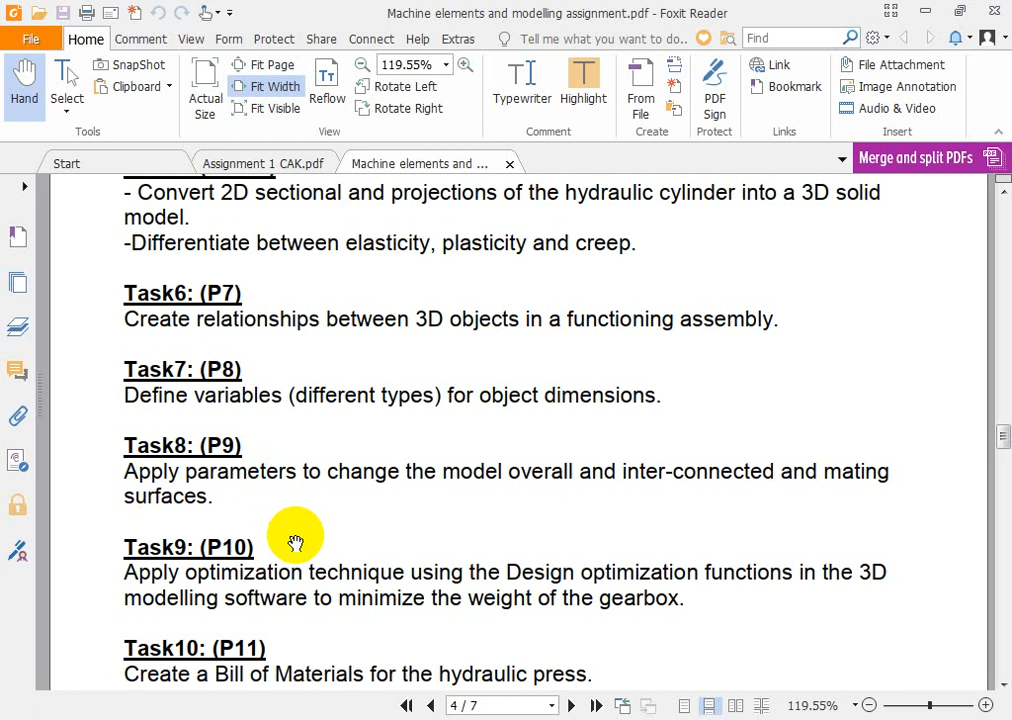 Machine elements and modelling assignment.pdf - Foxit Reader
File Home Comment View Form Protect Share Connect Help Extras Tell me what you want to do.. Find
Hand
Select
SnapShot
Clipboard
Tools
Actual Size
Fit Page
Fit Width
Fit Visible
Reflow
119.55%
Rotate Left
Rotate Right
View
Typewriter
Highlight
Comment
From File
Create
PDF Sign
Protect
Link
Bookmark
Links
File Attachment
Image Annotation
Audio & Video
Insert
Start Assignment 1 CAK.pdf Machine elements and ... Merge and split PDFs
- Convert 2D sectional and projections of the hydraulic cylinder into a 3D solid
model.
-Differentiate between elasticity, plasticity and creep.
Task6: (P7)
Create relationships between 3D objects in a functioning assembly.
Task7: (P8)
Define variables (different types) for object dimensions.
Task8: (P9)
Apply parameters to change the model overall and inter-connected and mating
surfaces.
Task9: (P10)
Apply optimization technique using the Design optimization functions in the 3D
modelling software to minimize the weight of the gearbox.
Task10: (P11)
Create a Bill of Materials for the hydraulic press.
4 / 7 119.55%